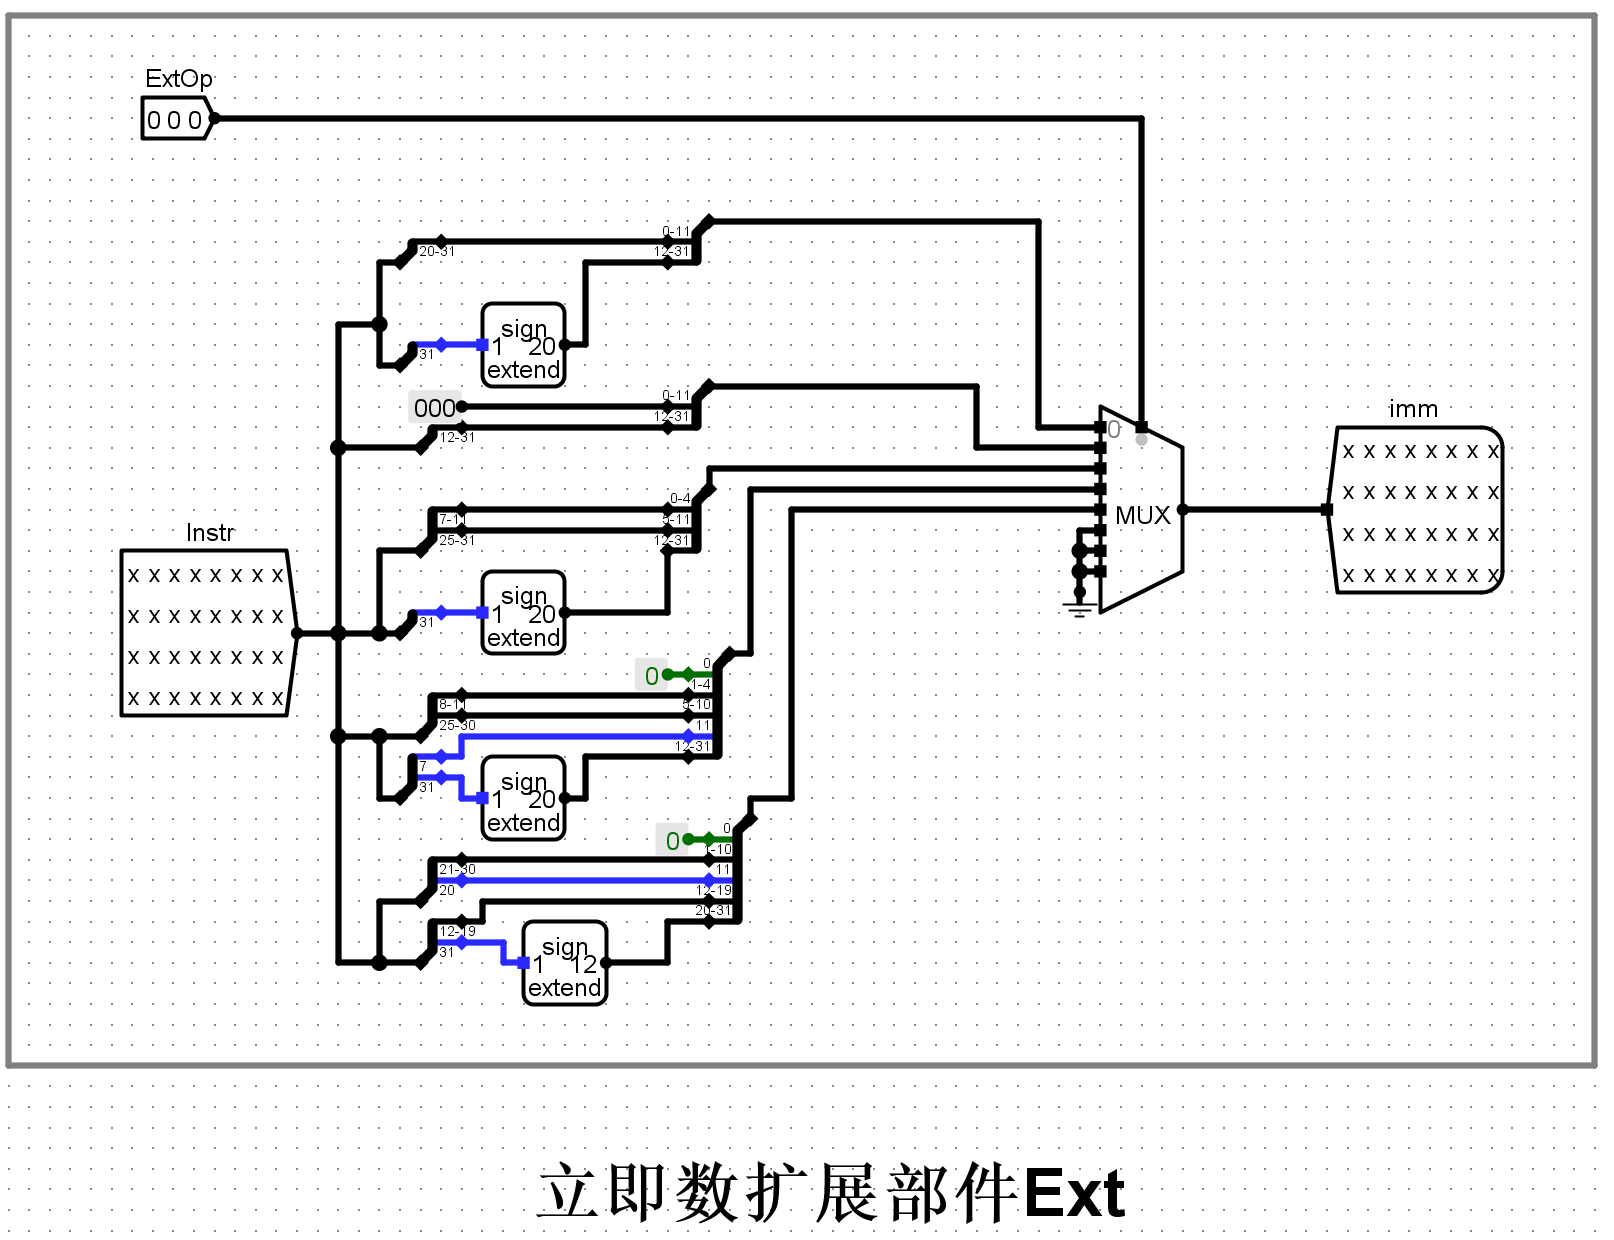 ExtOp
0 0 0
0-11
20-31
12-31
sign
1 20
31
extend
0-11
000
12-31
12-31
0
imm
x x x x x x x x
x x x x x x x x
x x x x x x x x
x x x x x x x x
0-4
7-11
5-11
MUX
Instr
25-31
12-31
x x x x x x x x
x x x x x x x x
x x x x x x x x
x x x x x x x x
sign
1 20
31
extend
0
0
1-4
8-11
5-10
25-30
11
12-31
7
sign
31
1 20
extend
0
0
1-10
21-30
11
20
12-19
20-31
12-19
31
sign
1 12
extend
立即数扩展部件Ext